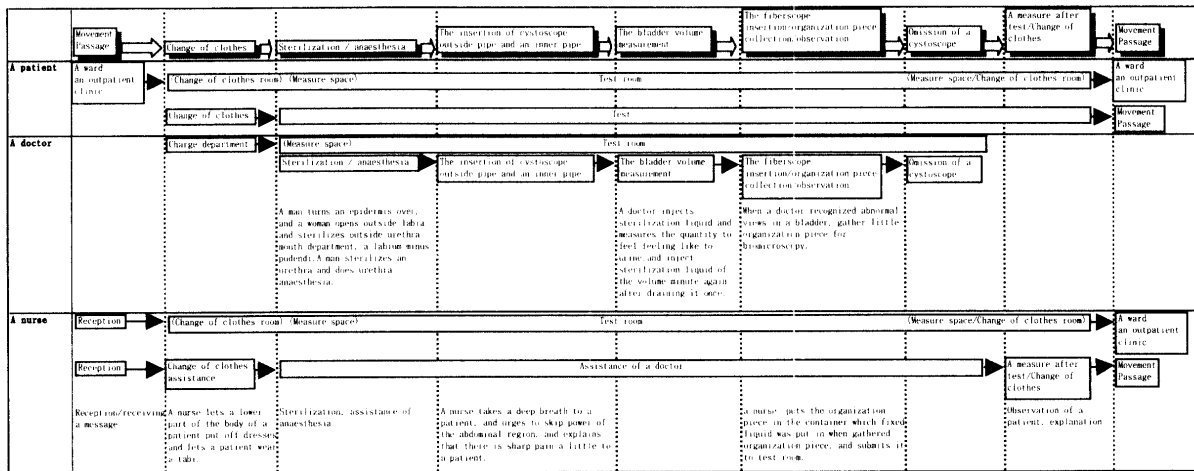 Movement
Passage
Change of clothes
Sterilization / anaesthesia
The insertion of cystoscope
outside pipe and an inner pipe
The bladder volume
measurement
The fiberscope
insertion/organization piece
collection/observation
Omission of a
cystoscope
A measure after
test/Change of
clothes
Movement
Passage
A patient
A ward
an outpatient
clinic
(Change of clothes room) (Measure space)
Test room
(Measure space/Change of clothes room)
A ward
an outpatient
clinic
Change of clothes
Test
Movement
Passage
A doctor
Charge department
(Measure space)
Test room
Sterilization / anaesthesia
The insertion of cystoscope
outside pipe and an inner pipe
The bladder volume
measurement
The fiberscope
insertion/organization piece
collection/observation
Omission of a
cystoscope
A man turns an epidermis over,
and a woman opens outside labia
and sterilizes outside urethra
mouth department, a labium minus
pudendi. A man sterilizes an
urethra and does urethra
anaesthesia.
A doctor injects
sterilization liquid and
measures the quantity to
feel feeling like to
urine, and inject
sterilization liquid of
the volume minute again
after draining it once.
When a doctor recognized abnormal
views in a bladder, gather little
organization piece for
biomicroscopy.
A nurse
Reception
(Change of clothes room) (Measure space)
Test room
(Measure space/Change of clothes room)
A ward
an outpatient
clinic
Reception
Change of clothes
assistance
Assistance of a doctor
A measure after
test/Change of
clothes
Movement
Passage
Reception/receiving
a message
A nurse lets a lower
part of the body of a
patient put off dresses
and lets a patient wear
a tabi.
Sterilization, assistance of
anaesthesia
A nurse takes a deep breath to a
patient, and orges to skip power of
the abdominal region, and explains
that there is sharp pain a little to
a patient.
a nurse puts the organization
piece in the container which fixed
liquid was put in when gathered
organization piece, and submits it
to test room.
Observation of a
patient, explanation